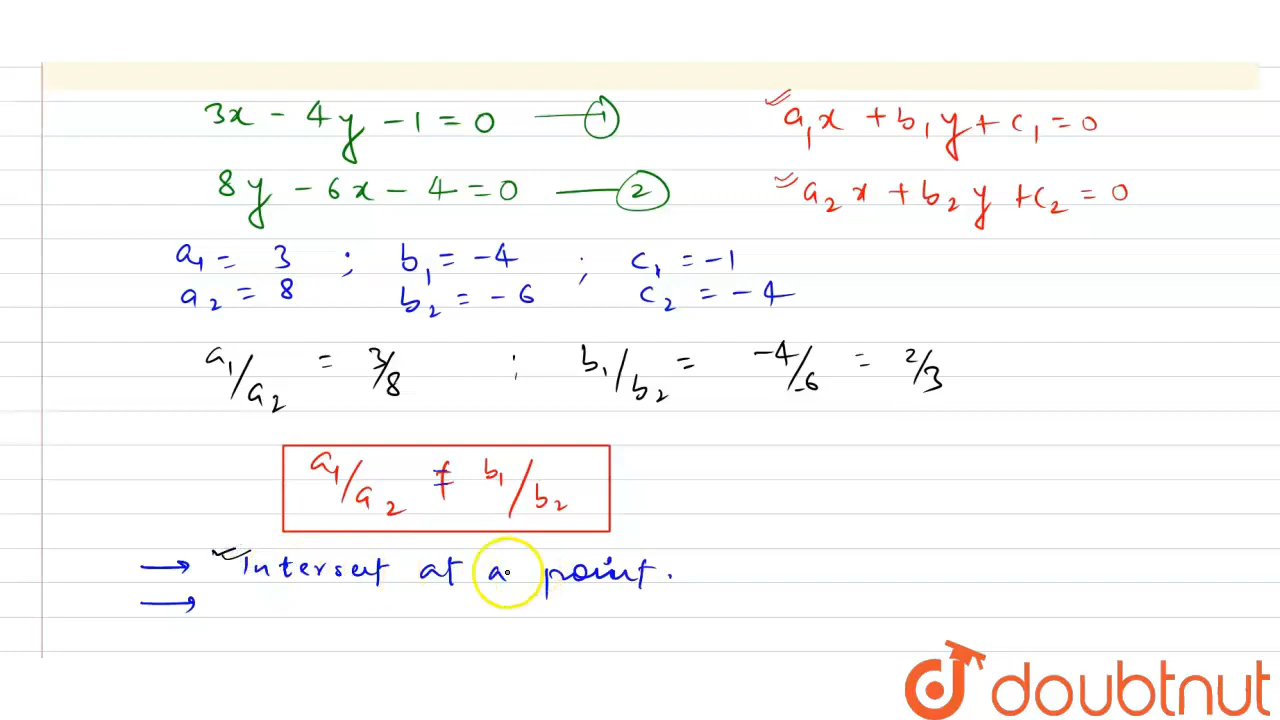 3x - 4y - 1 = 0 — 1 a₁x + b₁y + c₁ = 0
8y - 6x - 4 = 0 — 2 a₂x + b₂y + c₂ = 0
a₁ = 3 ; b₁ = -4 ; c₁ = -1
a₂ = 8 b₂ = -6 c₂ = -4
a₁/a₂ = 3/8 ; b₁/b₂ = -4/-6 = 2/3
a₁/a₂ ≠ b₁/b₂
→ Intersect at a point.
→
doubtnut